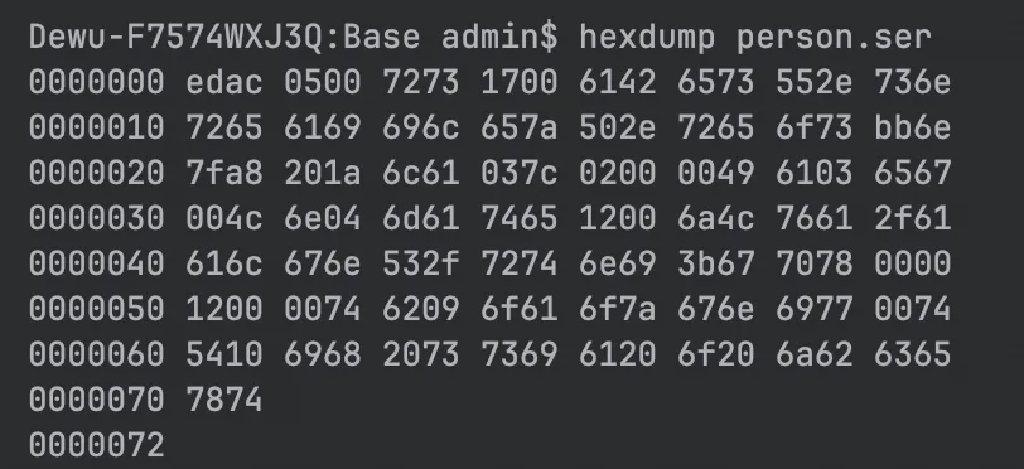 Dewu-F7574WXJ3Q:Base admin$ hexdump person.ser
0000000 edac 0500 7273 1700 6142 6573 552e 736e
0000010 7265 6169 696c 657a 502e 7265 6f73 bb6e
0000020 7fa8 201a 6c61 037c 0200 0049 6103 6567
0000030 004c 6e04 6d61 7465 1200 6a4c 7661 2f61
0000040 616c 676e 532f 7274 6e69 3b67 7078 0000
0000050 1200 0074 6209 6f61 6f7a 676e 6977 0074
0000060 5410 6968 2073 7369 6120 6f20 6a62 6365
0000070 7874
0000072